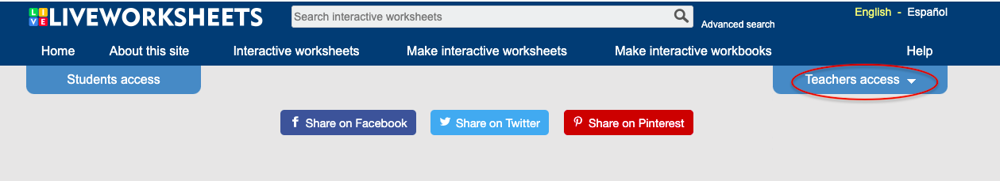 LIVE LIVEWORKSHEETS
Search interactive worksheets
Advanced search
English - Español
Home About this site Interactive worksheets Make interactive worksheets Make interactive workbooks Help
Students access Teachers access
Share on Facebook Share on Twitter Share on Pinterest